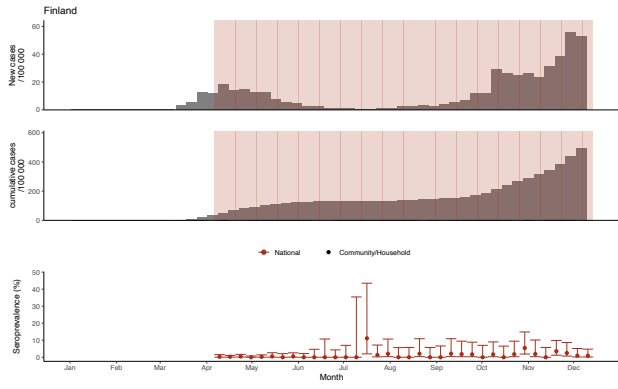 Finland
New cases
/100 000
60
40
20
0
cumulative cases
/100 000
600
400
200
0
National
Community/Household
Seroprevalence (%)
50
40
30
20
10
0
Jan Feb Mar Apr May Jun Jul Aug Sep Oct Nov Dec
Month